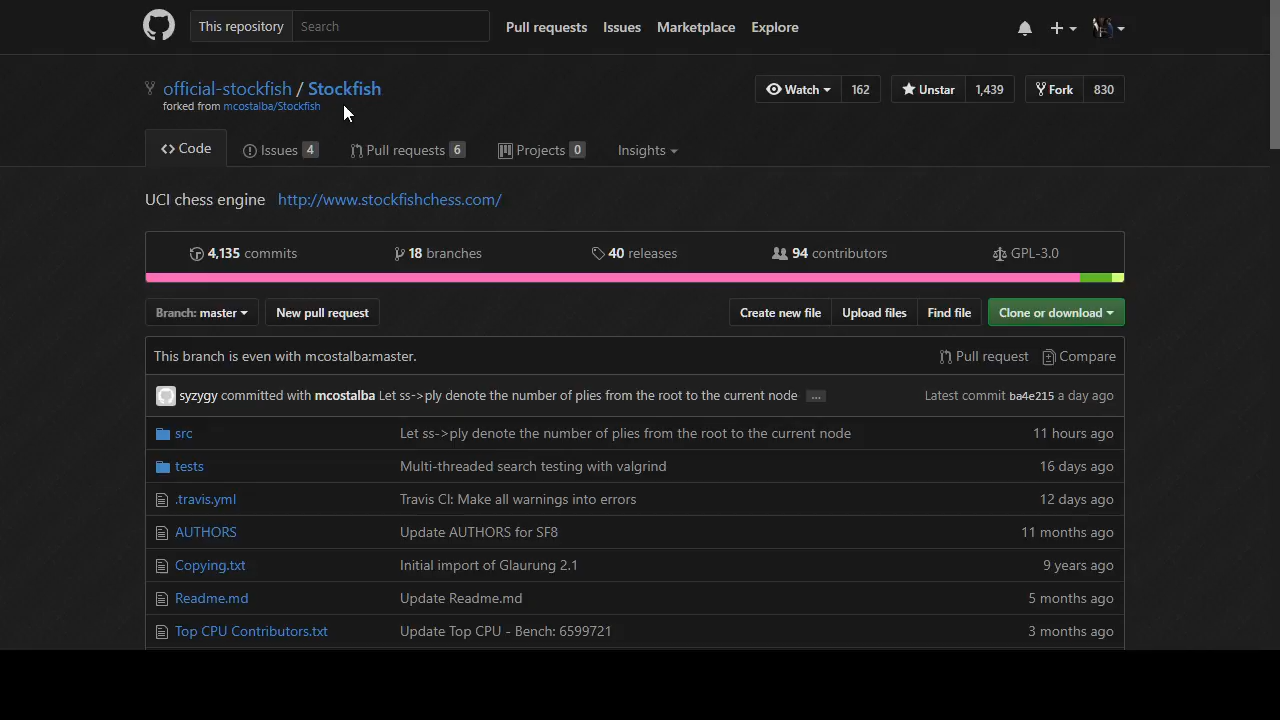 This repository Search Pull requests Issues Marketplace Explore
official-stockfish / Stockfish Watch 162 Unstar 1,439 Fork 830
forked from mcostalba/Stockfish
Code Issues 4 Pull requests 6 Projects 0 Insights
UCI chess engine http://www.stockfishchess.com/
4,135 commits 18 branches 40 releases 94 contributors GPL-3.0
Branch: master New pull request Create new file Upload files Find file Clone or download
This branch is even with mcostalba:master. Pull request Compare
syzygy committed with mcostalba Let ss->ply denote the number of plies from the root to the current node ... Latest commit ba4e215 a day ago
src Let ss->ply denote the number of plies from the root to the current node 11 hours ago
tests Multi-threaded search testing with valgrind 16 days ago
.travis.yml Travis CI: Make all warnings into errors 12 days ago
AUTHORS Update AUTHORS for SF8 11 months ago
Copying.txt Initial import of Glaurung 2.1 9 years ago
Readme.md Update Readme.md 5 months ago
Top CPU Contributors.txt Update Top CPU - Bench: 6599721 3 months ago